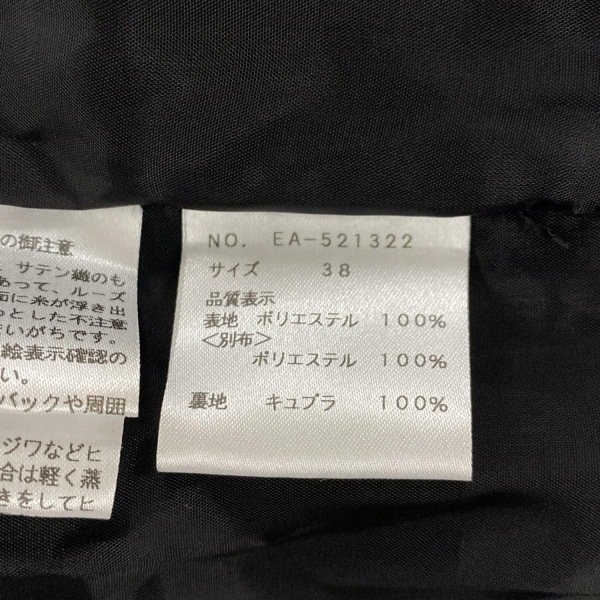 の御注意
、サテン織のも
あって、ルーズ
面に糸が浮き出
っとした不注意
まいがちです。
絵表示確認の
い。
バックや周囲
ジワなどヒ
合は軽く蒸
きをしてヒ
NO. EA-521322
サイズ 38
品質表示
表地 ポリエステル 100%
<別布>
ポリエステル 100%
裏地 キュプラ 100%